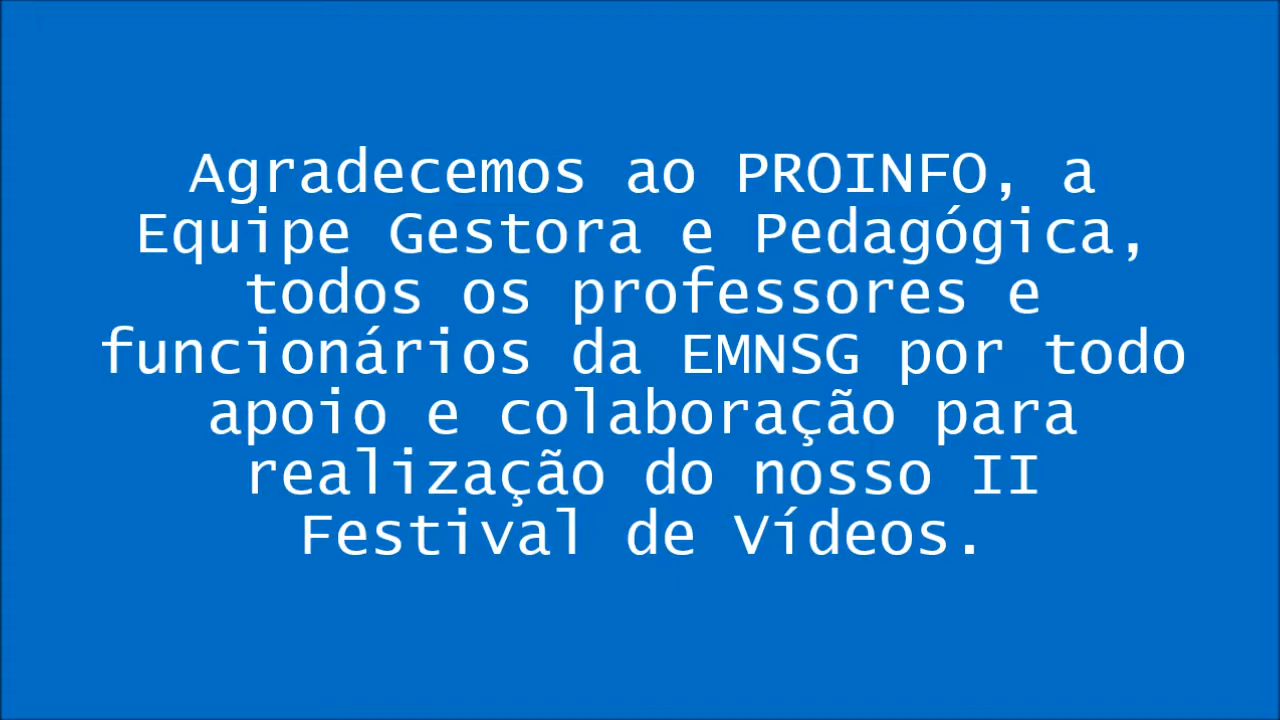 Agradecemos ao PROINFO, a
Equipe Gestora e Pedagógica,
todos os professores e
funcionários da EMNSG por todo
apoio e colaboração para
realização do nosso II
Festival de Vídeos.